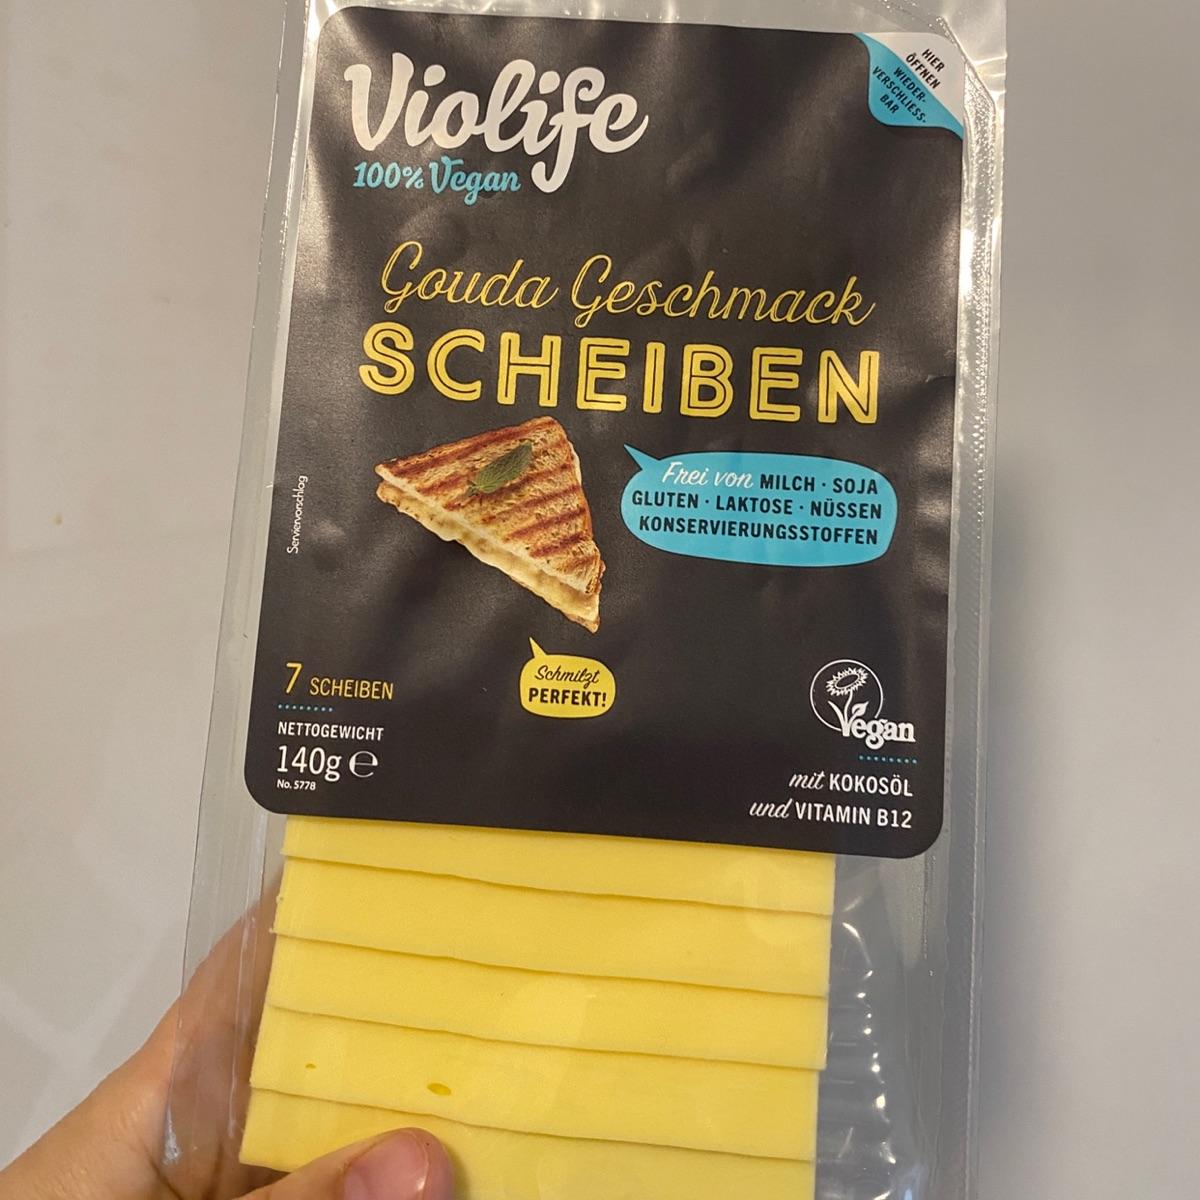 Violife
100% Vegan
HIER
ÖFFNEN
WIEDER-
VERSCHLIESS-
BAR
Gouda Geschmack
SCHEIBEN
Frei von MILCH · SOJA
GLUTEN · LAKTOSE · NÜSSEN
KONSERVIERUNGSSTOFFEN
Serviervorschlag
Schmilzt
PERFEKT!
7 SCHEIBEN
NETTOGEWICHT
140g e
No. 5778
Vegan
mit KOKOSÖL
und VITAMIN B12